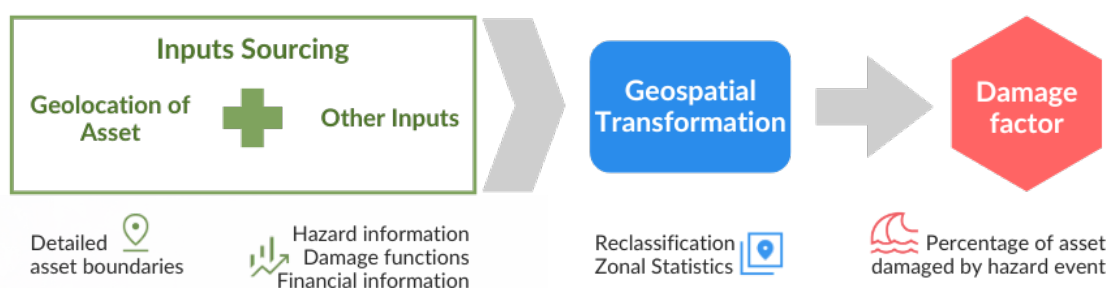 Inputs Sourcing
Geolocation of
Asset
Other Inputs
Detailed
asset boundaries
Hazard information
Damage functions
Financial information
Geospatial
Transformation
Reclassification
Zonal Statistics
Damage
factor
Percentage of asset
damaged by hazard event